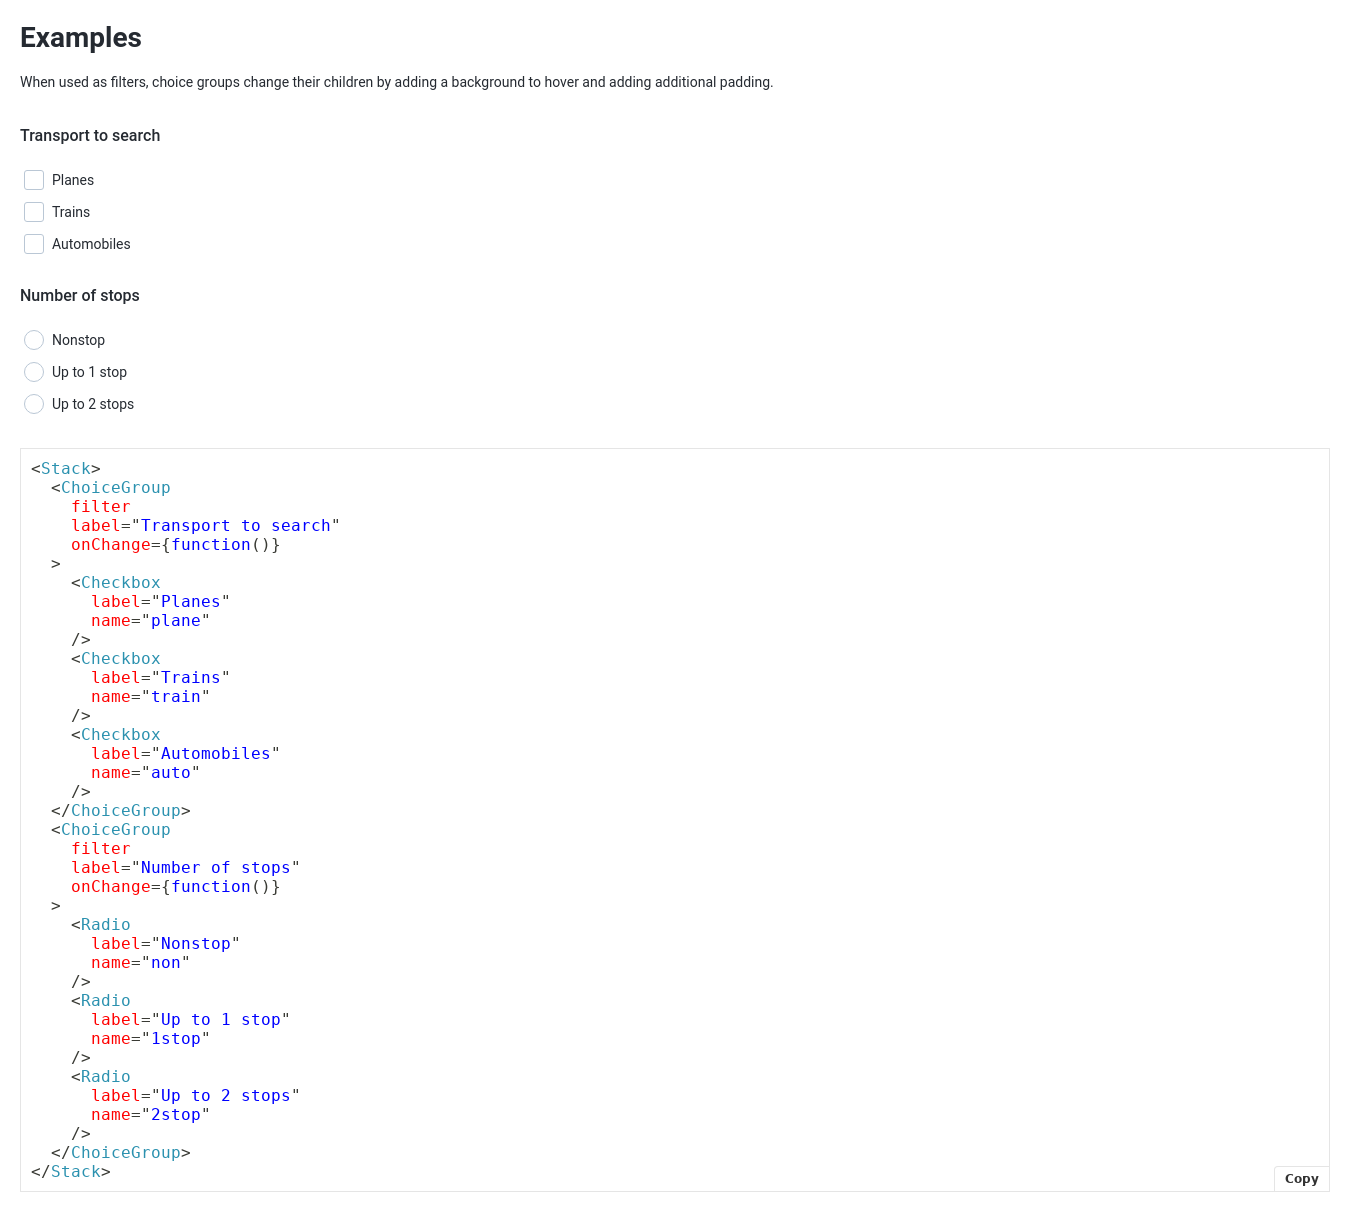 Examples
When used as filters, choice groups change their children by adding a background to hover and adding additional padding.
Transport to search
Planes
Trains
Automobiles
Number of stops
Nonstop
Up to 1 stop
Up to 2 stops
<Stack>
  <ChoiceGroup
    filter
    label="Transport to search"
    onChange={function()}
  >
    <Checkbox
      label="Planes"
      name="plane"
    />
    <Checkbox
      label="Trains"
      name="train"
    />
    <Checkbox
      label="Automobiles"
      name="auto"
    />
  </ChoiceGroup>
  <ChoiceGroup
    filter
    label="Number of stops"
    onChange={function()}
  >
    <Radio
      label="Nonstop"
      name="non"
    />
    <Radio
      label="Up to 1 stop"
      name="1stop"
    />
    <Radio
      label="Up to 2 stops"
      name="2stop"
    />
  </ChoiceGroup>
</Stack>
Copy